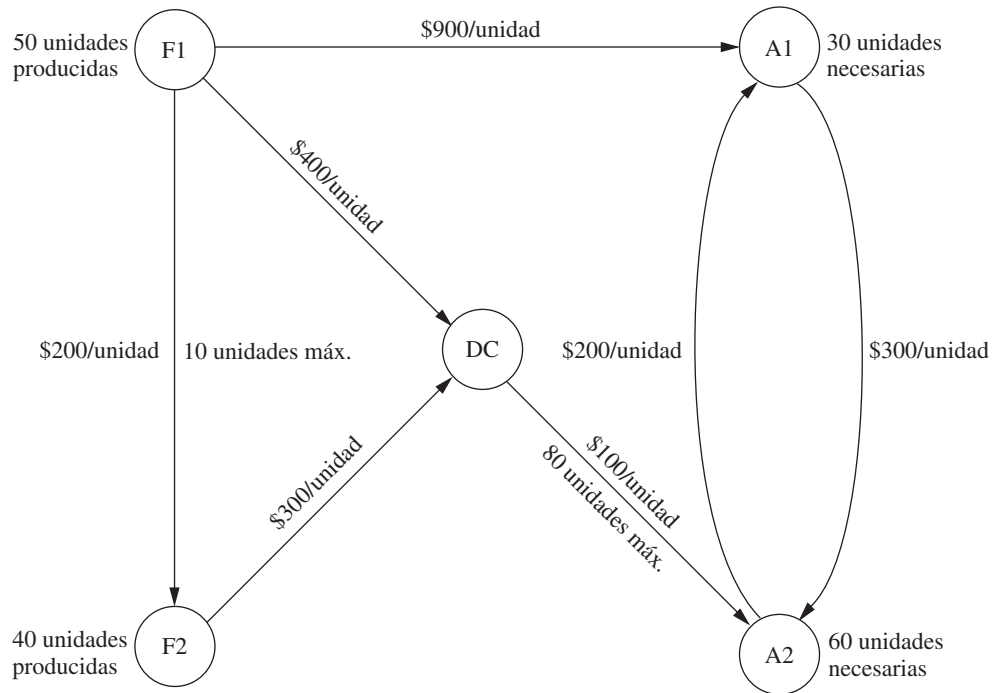 $900/unidad
50 unidades
producidas
F1
A1
30 unidades
necesarias
$400/unidad
$200/unidad
10 unidades máx.
DC
$200/unidad
$300/unidad
$300/unidad
$100/unidad
80 unidades máx.
40 unidades
producidas
F2
A2
60 unidades
necesarias